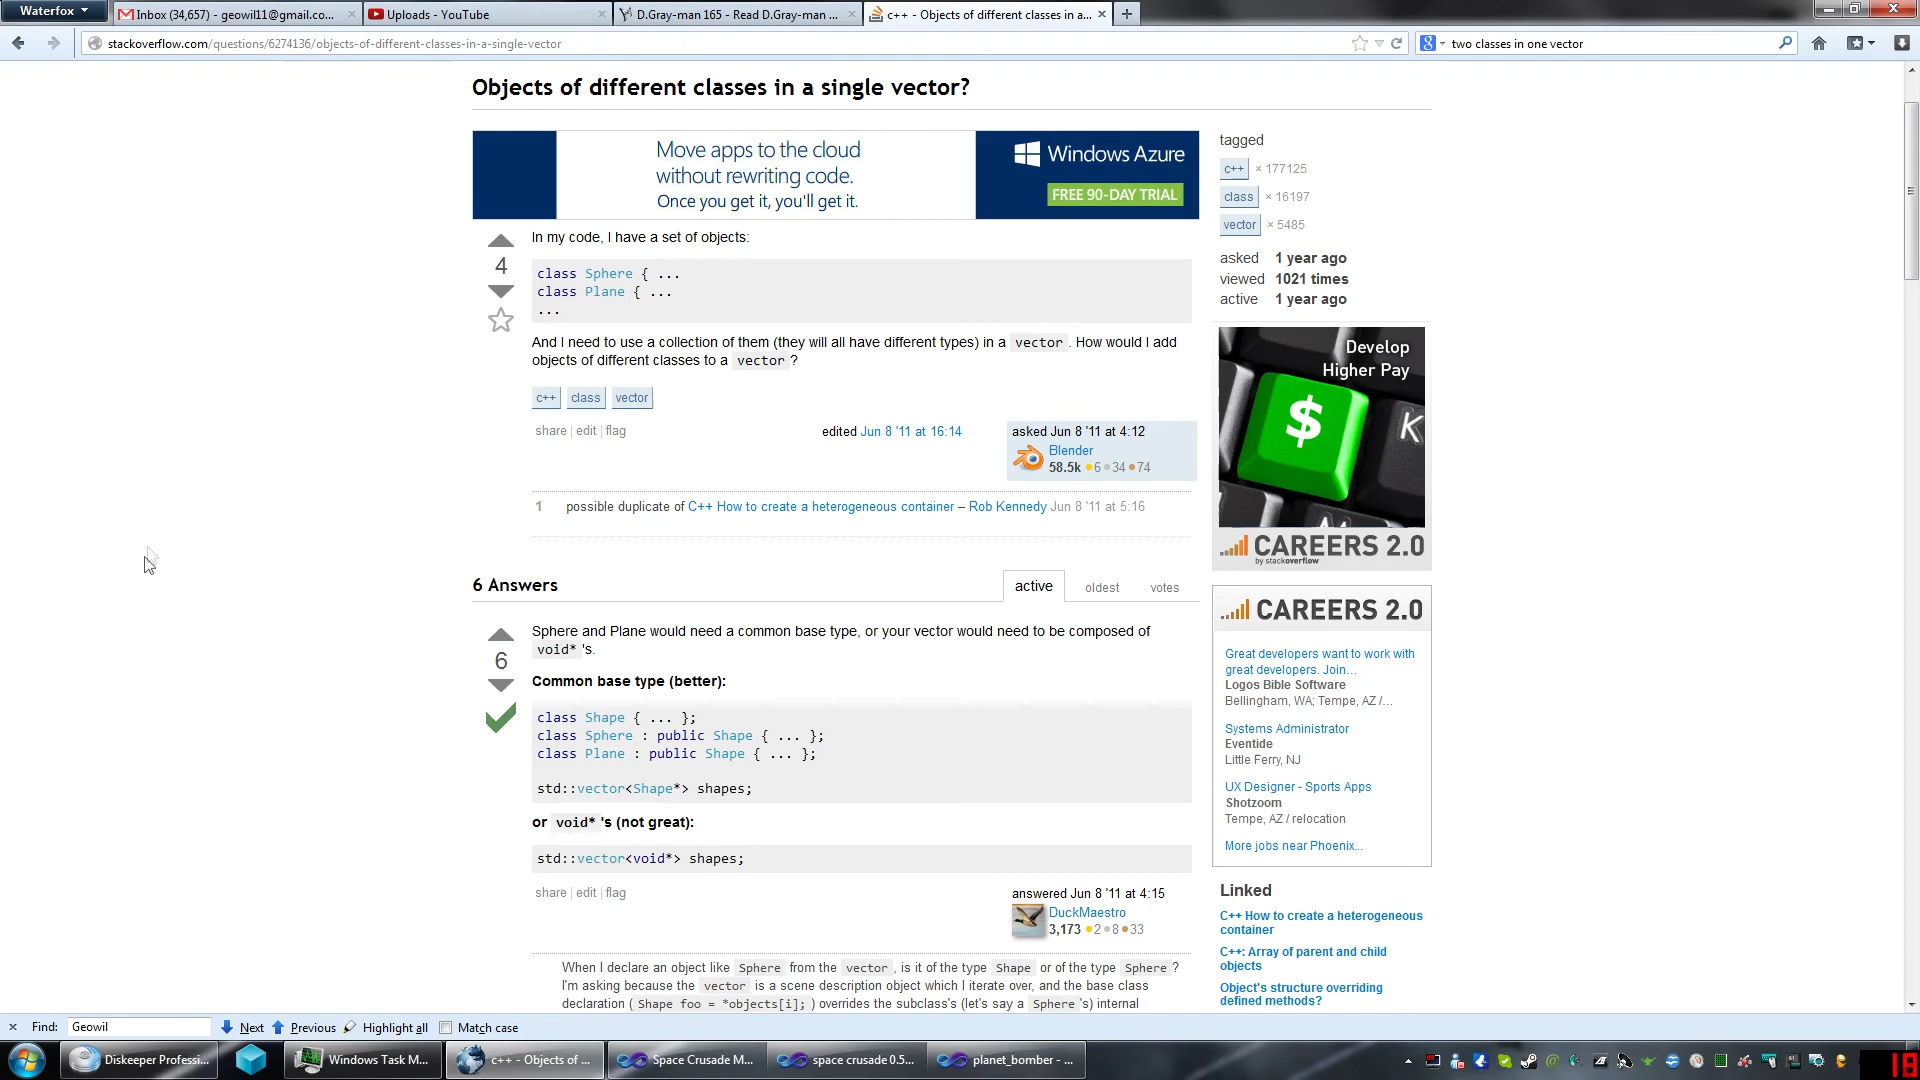 Waterfox
Inbox (34,657) - geowil11@gmail.co...
Uploads - YouTube
D.Gray-man 165 - Read D.Gray-man ...
c++ - Objects of different classes in a...
stackoverflow.com/questions/6274136/objects-of-different-classes-in-a-single-vector
two classes in one vector
Objects of different classes in a single vector?
Move apps to the cloud
without rewriting code.
Once you get it, you'll get it.
Windows Azure
FREE 90-DAY TRIAL
4
In my code, I have a set of objects:
class Sphere { ...
class Plane { ...
...
And I need to use a collection of them (they will all have different types) in a vector . How would I add
objects of different classes to a vector ?
c++ class vector
share edit flag
edited Jun 8 '11 at 16:14
asked Jun 8 '11 at 4:12
Blender
58.5k 6 34 74
1 possible duplicate of C++ How to create a heterogeneous container – Rob Kennedy Jun 8 '11 at 5:16
6 Answers
active oldest votes
6
Sphere and Plane would need a common base type, or your vector would need to be composed of
void* 's.
Common base type (better):
class Shape { ... };
class Sphere : public Shape { ... };
class Plane : public Shape { ... };
std::vector<Shape*> shapes;
or void* 's (not great):
std::vector<void*> shapes;
share edit flag
answered Jun 8 '11 at 4:15
DuckMaestro
3,173 2 8 33
When I declare an object like Sphere from the vector , is it of the type Shape or of the type Sphere ?
I'm asking because the vector is a scene description object which I iterate over, and the base class
declaration ( Shape foo = *objects[i]; ) overrides the subclass's (let's say a Sphere 's) internal
tagged
c++ × 177125
class × 16197
vector × 5485
asked 1 year ago
viewed 1021 times
active 1 year ago
Develop
Higher Pay
$
K
CAREERS 2.0
by stackoverflow
CAREERS 2.0
Great developers want to work with
great developers. Join...
Logos Bible Software
Bellingham, WA; Tempe, AZ /...
Systems Administrator
Eventide
Little Ferry, NJ
UX Designer - Sports Apps
Shotzoom
Tempe, AZ / relocation
More jobs near Phoenix...
Linked
C++ How to create a heterogeneous
container
C++: Array of parent and child
objects
Object's structure overriding
defined methods?
Find: Geowil Next Previous Highlight all Match case
Diskeeper Professi...
Windows Task M...
c++ - Objects of ...
Space Crusade M...
space crusade 0.5...
planet_bomber - ...